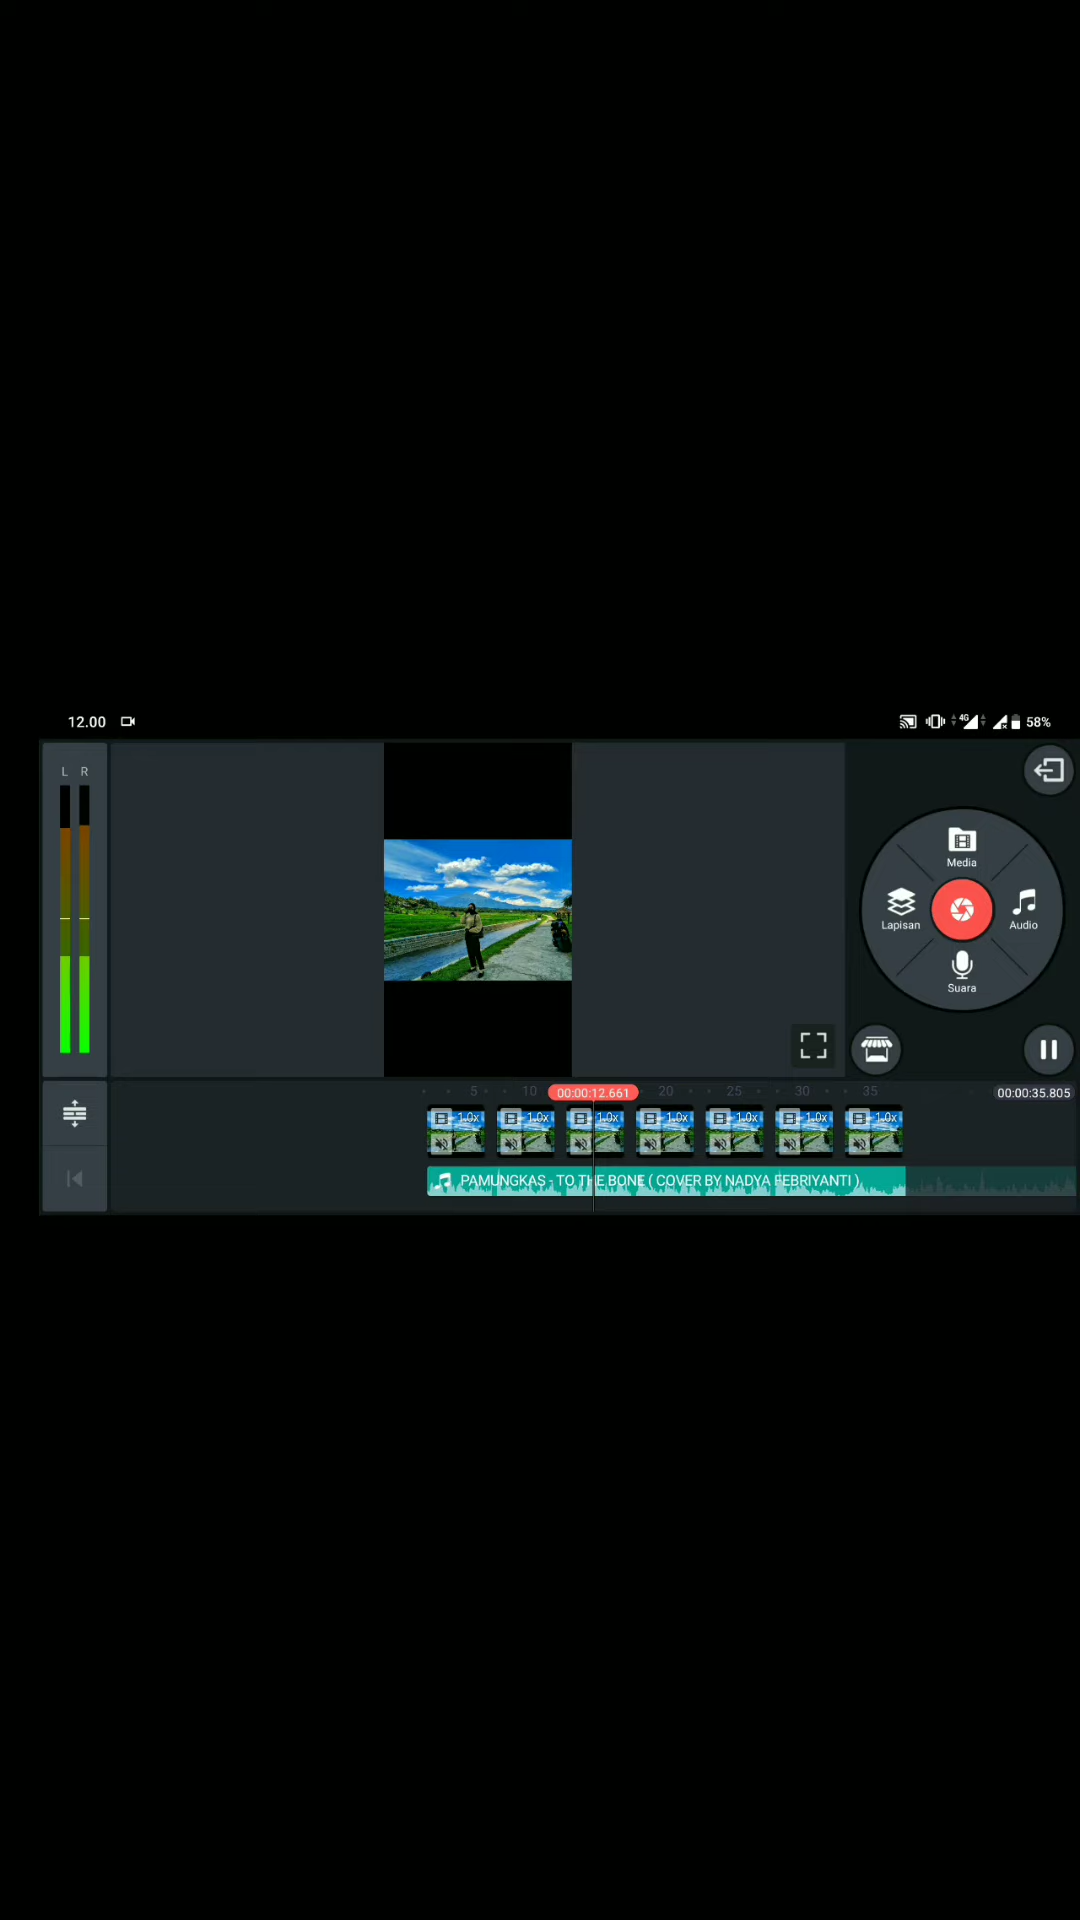 12.00
4G
58%
L R
Media
Lapisan
Audio
Suara
5 10 00:00:12.661 20 25 30 35 00:00:35.805
1.0x 1.0x 1.0x 1.0x 1.0x 1.0x 1.0x
PAMUNGKAS - TO THE BONE ( COVER BY NADYA FEBRIYANTI )